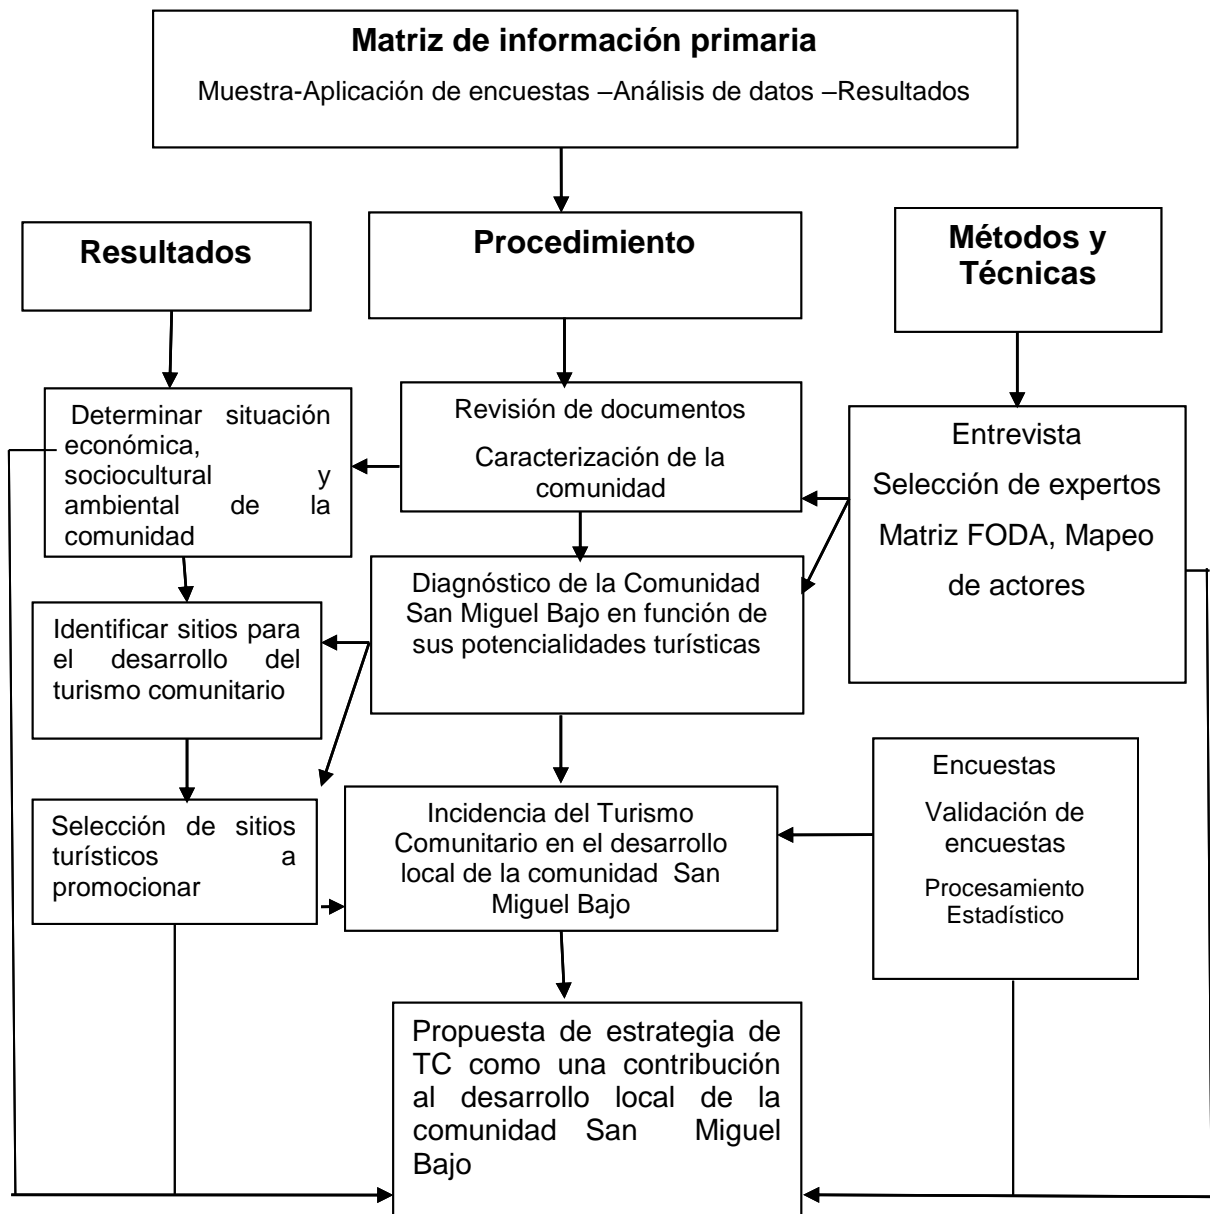 Matriz de información primaria
Muestra-Aplicación de encuestas –Análisis de datos –Resultados
Resultados
Procedimiento
Métodos y
Técnicas
Determinar situación
económica,
sociocultural y
ambiental de la
comunidad
Revisión de documentos
Caracterización de la
comunidad
Entrevista
Selección de expertos
Matriz FODA, Mapeo
de actores
Identificar sitios para
el desarrollo del
turismo comunitario
Diagnóstico de la Comunidad
San Miguel Bajo en función de
sus potencialidades turísticas
Selección de sitios
turísticos a
promocionar
Incidencia del Turismo
Comunitario en el desarrollo
local de la comunidad San
Miguel Bajo
Encuestas
Validación de
encuestas
Procesamiento
Estadístico
Propuesta de estrategia de
TC como una contribución
al desarrollo local de la
comunidad San Miguel
Bajo